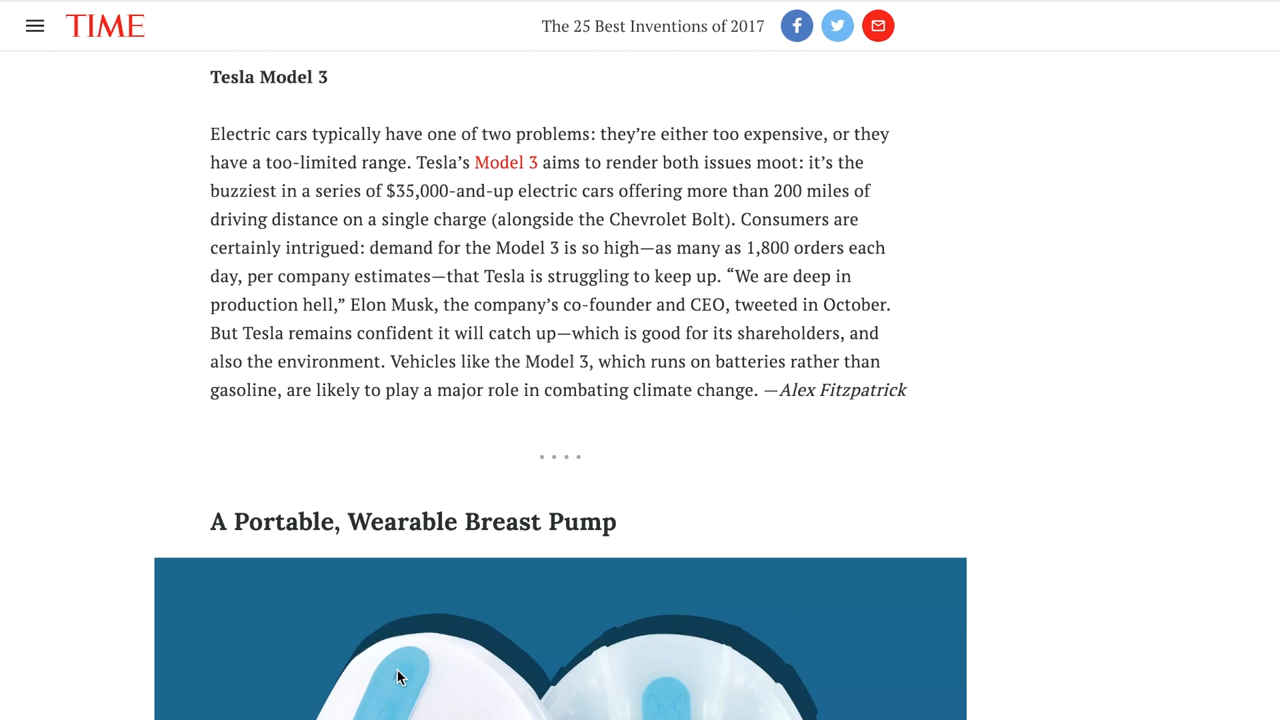 TIME
The 25 Best Inventions of 2017
Tesla Model 3
Electric cars typically have one of two problems: they’re either too expensive, or they
have a too-limited range. Tesla’s Model 3 aims to render both issues moot: it’s the
buzziest in a series of $35,000-and-up electric cars offering more than 200 miles of
driving distance on a single charge (alongside the Chevrolet Bolt). Consumers are
certainly intrigued: demand for the Model 3 is so high—as many as 1,800 orders each
day, per company estimates—that Tesla is struggling to keep up. “We are deep in
production hell,” Elon Musk, the company’s co-founder and CEO, tweeted in October.
But Tesla remains confident it will catch up—which is good for its shareholders, and
also the environment. Vehicles like the Model 3, which runs on batteries rather than
gasoline, are likely to play a major role in combating climate change. —Alex Fitzpatrick
A Portable, Wearable Breast Pump